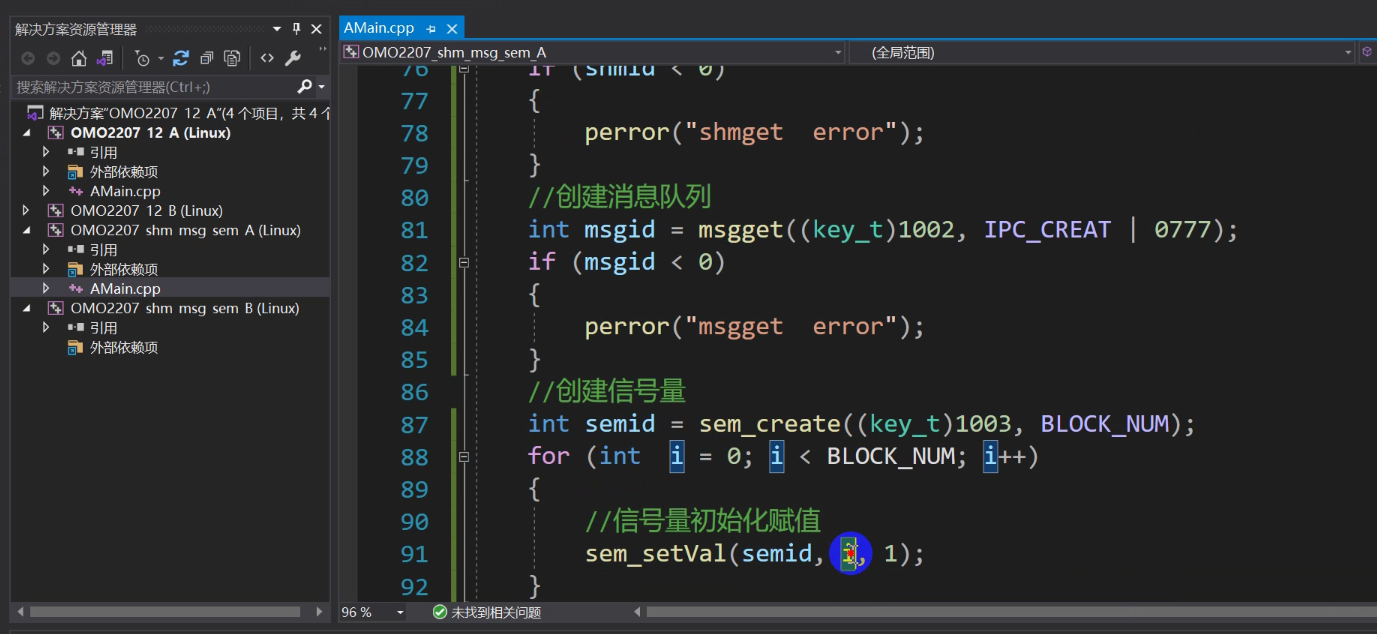 解决方案资源管理器
搜索解决方案资源管理器(Ctrl+;)
解决方案"OMO2207 12 A"(4 个项目，共 4 个
OMO2207 12 A (Linux)
引用
外部依赖项
AMain.cpp
OMO2207 12 B (Linux)
OMO2207 shm msg sem A (Linux)
引用
外部依赖项
AMain.cpp
OMO2207 shm msg sem B (Linux)
引用
外部依赖项
AMain.cpp
OMO2207_shm_msg_sem_A
(全局范围)
76 if (shmid < 0)
77 {
78 perror("shmget  error");
79 }
80 //创建消息队列
81 int msgid = msgget((key_t)1002, IPC_CREAT | 0777);
82 if (msgid < 0)
83 {
84 perror("msgget  error");
85 }
86 //创建信号量
87 int semid = sem_create((key_t)1003, BLOCK_NUM);
88 for (int  i = 0; i < BLOCK_NUM; i++)
89 {
90 //信号量初始化赋值
91 sem_setVal(semid, i, 1);
92 }
96 %
未找到相关问题